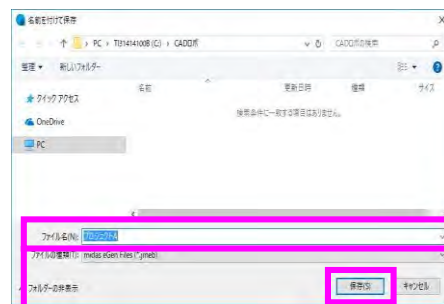 名前を付けて保存
PC › TI31414100B (C:) › CADロボ
CADロボの検索
整理 ▼ 新しいフォルダー
名前 更新日時 種類 サイズ
クイック アクセス
検索条件に一致する項目はありません。
OneDrive
PC
ファイル名(N): プロジェクトA
ファイルの種類(T): midas eGen Files (*.jmeb)
フォルダーの非表示
保存(S) キャンセル